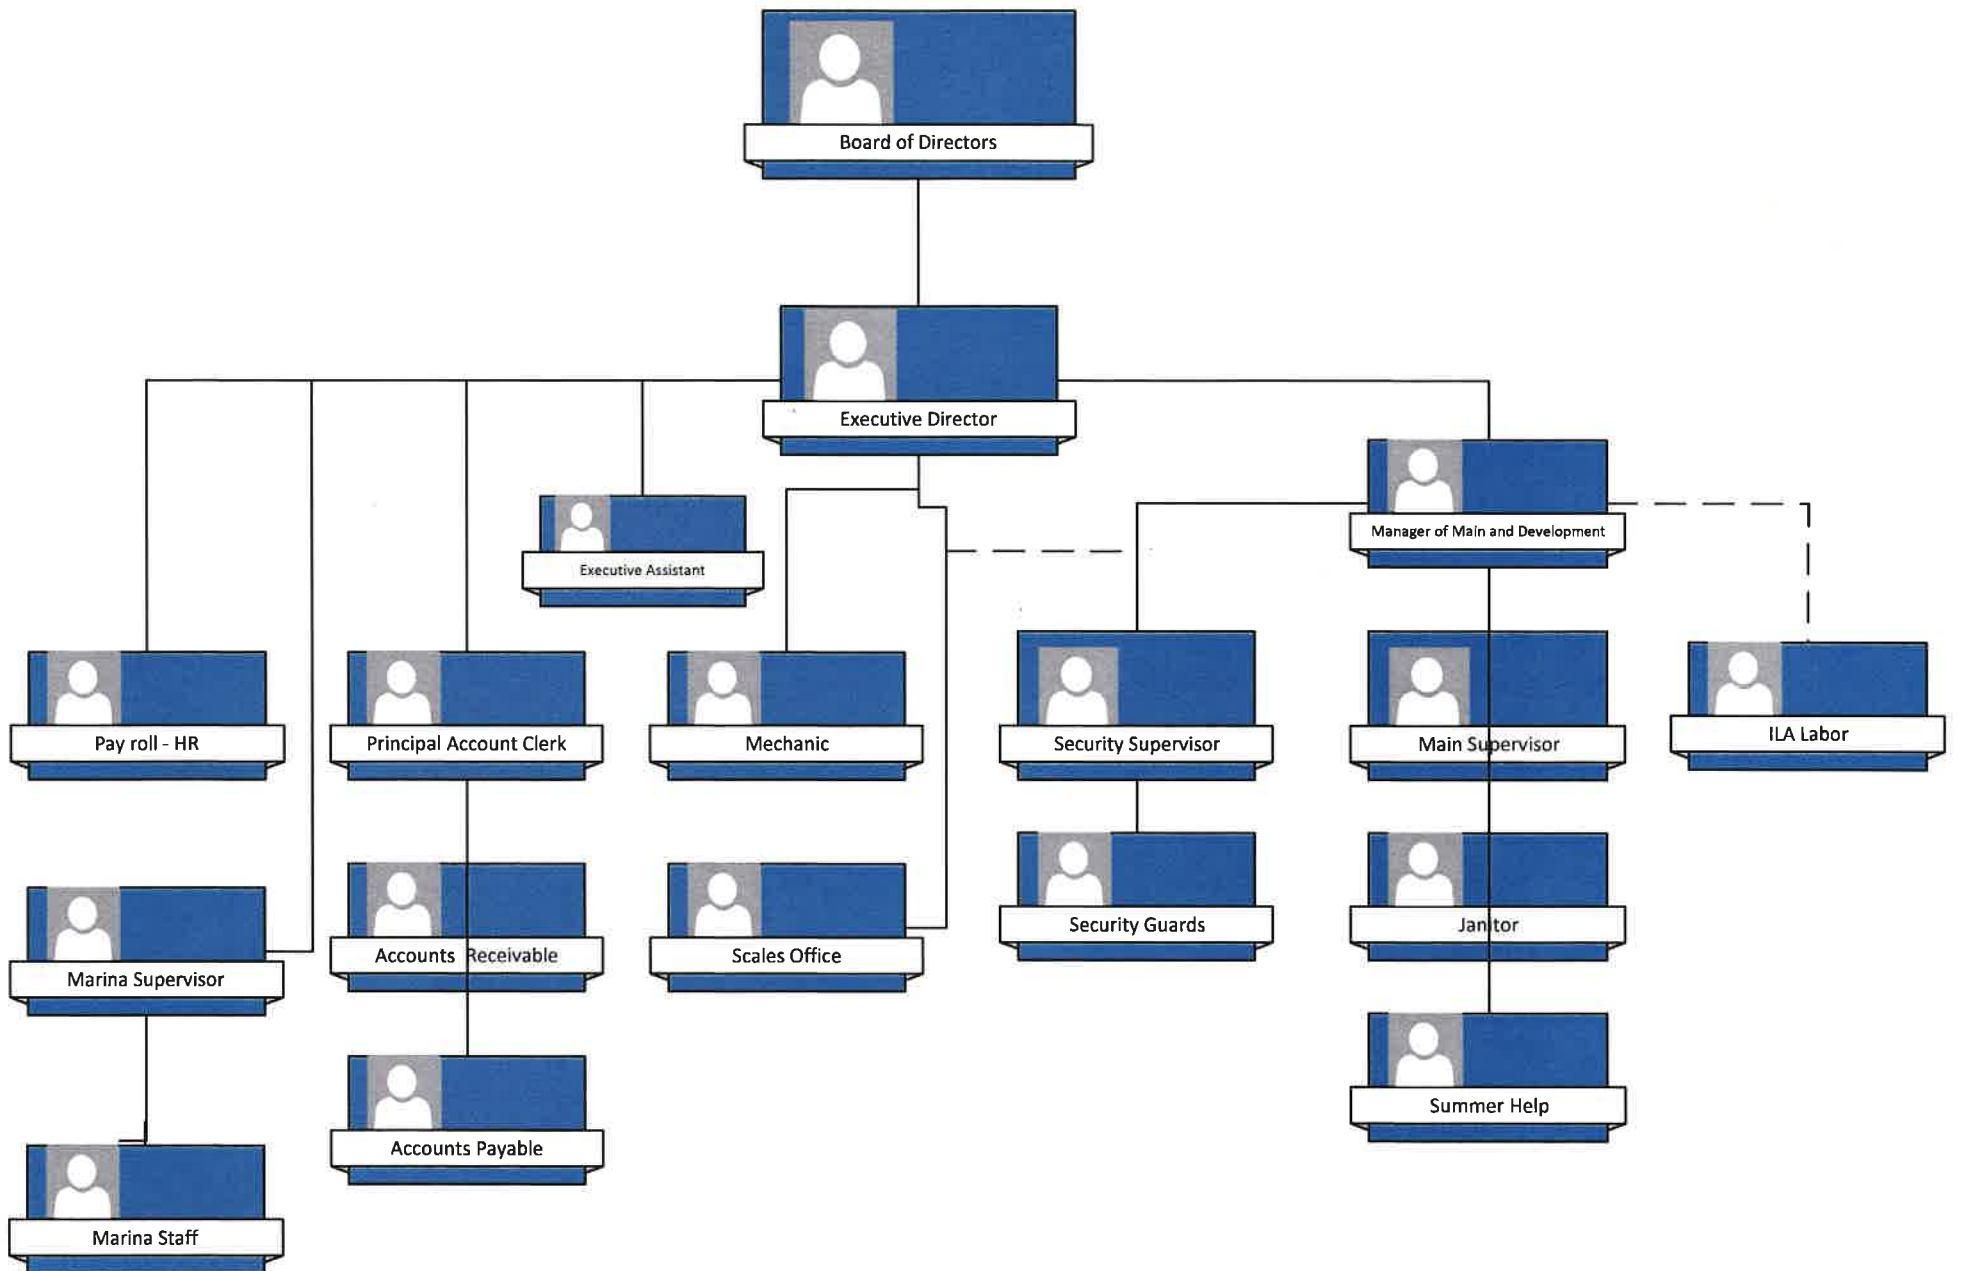 Board of Directors
Executive Director
Manager of Main and Development
Executive Assistant
Pay roll - HR
Principal Account Clerk
Mechanic
Security Supervisor
Main Supervisor
ILA Labor
Marina Supervisor
Accounts Receivable
Scales Office
Security Guards
Janitor
Summer Help
Accounts Payable
Marina Staff